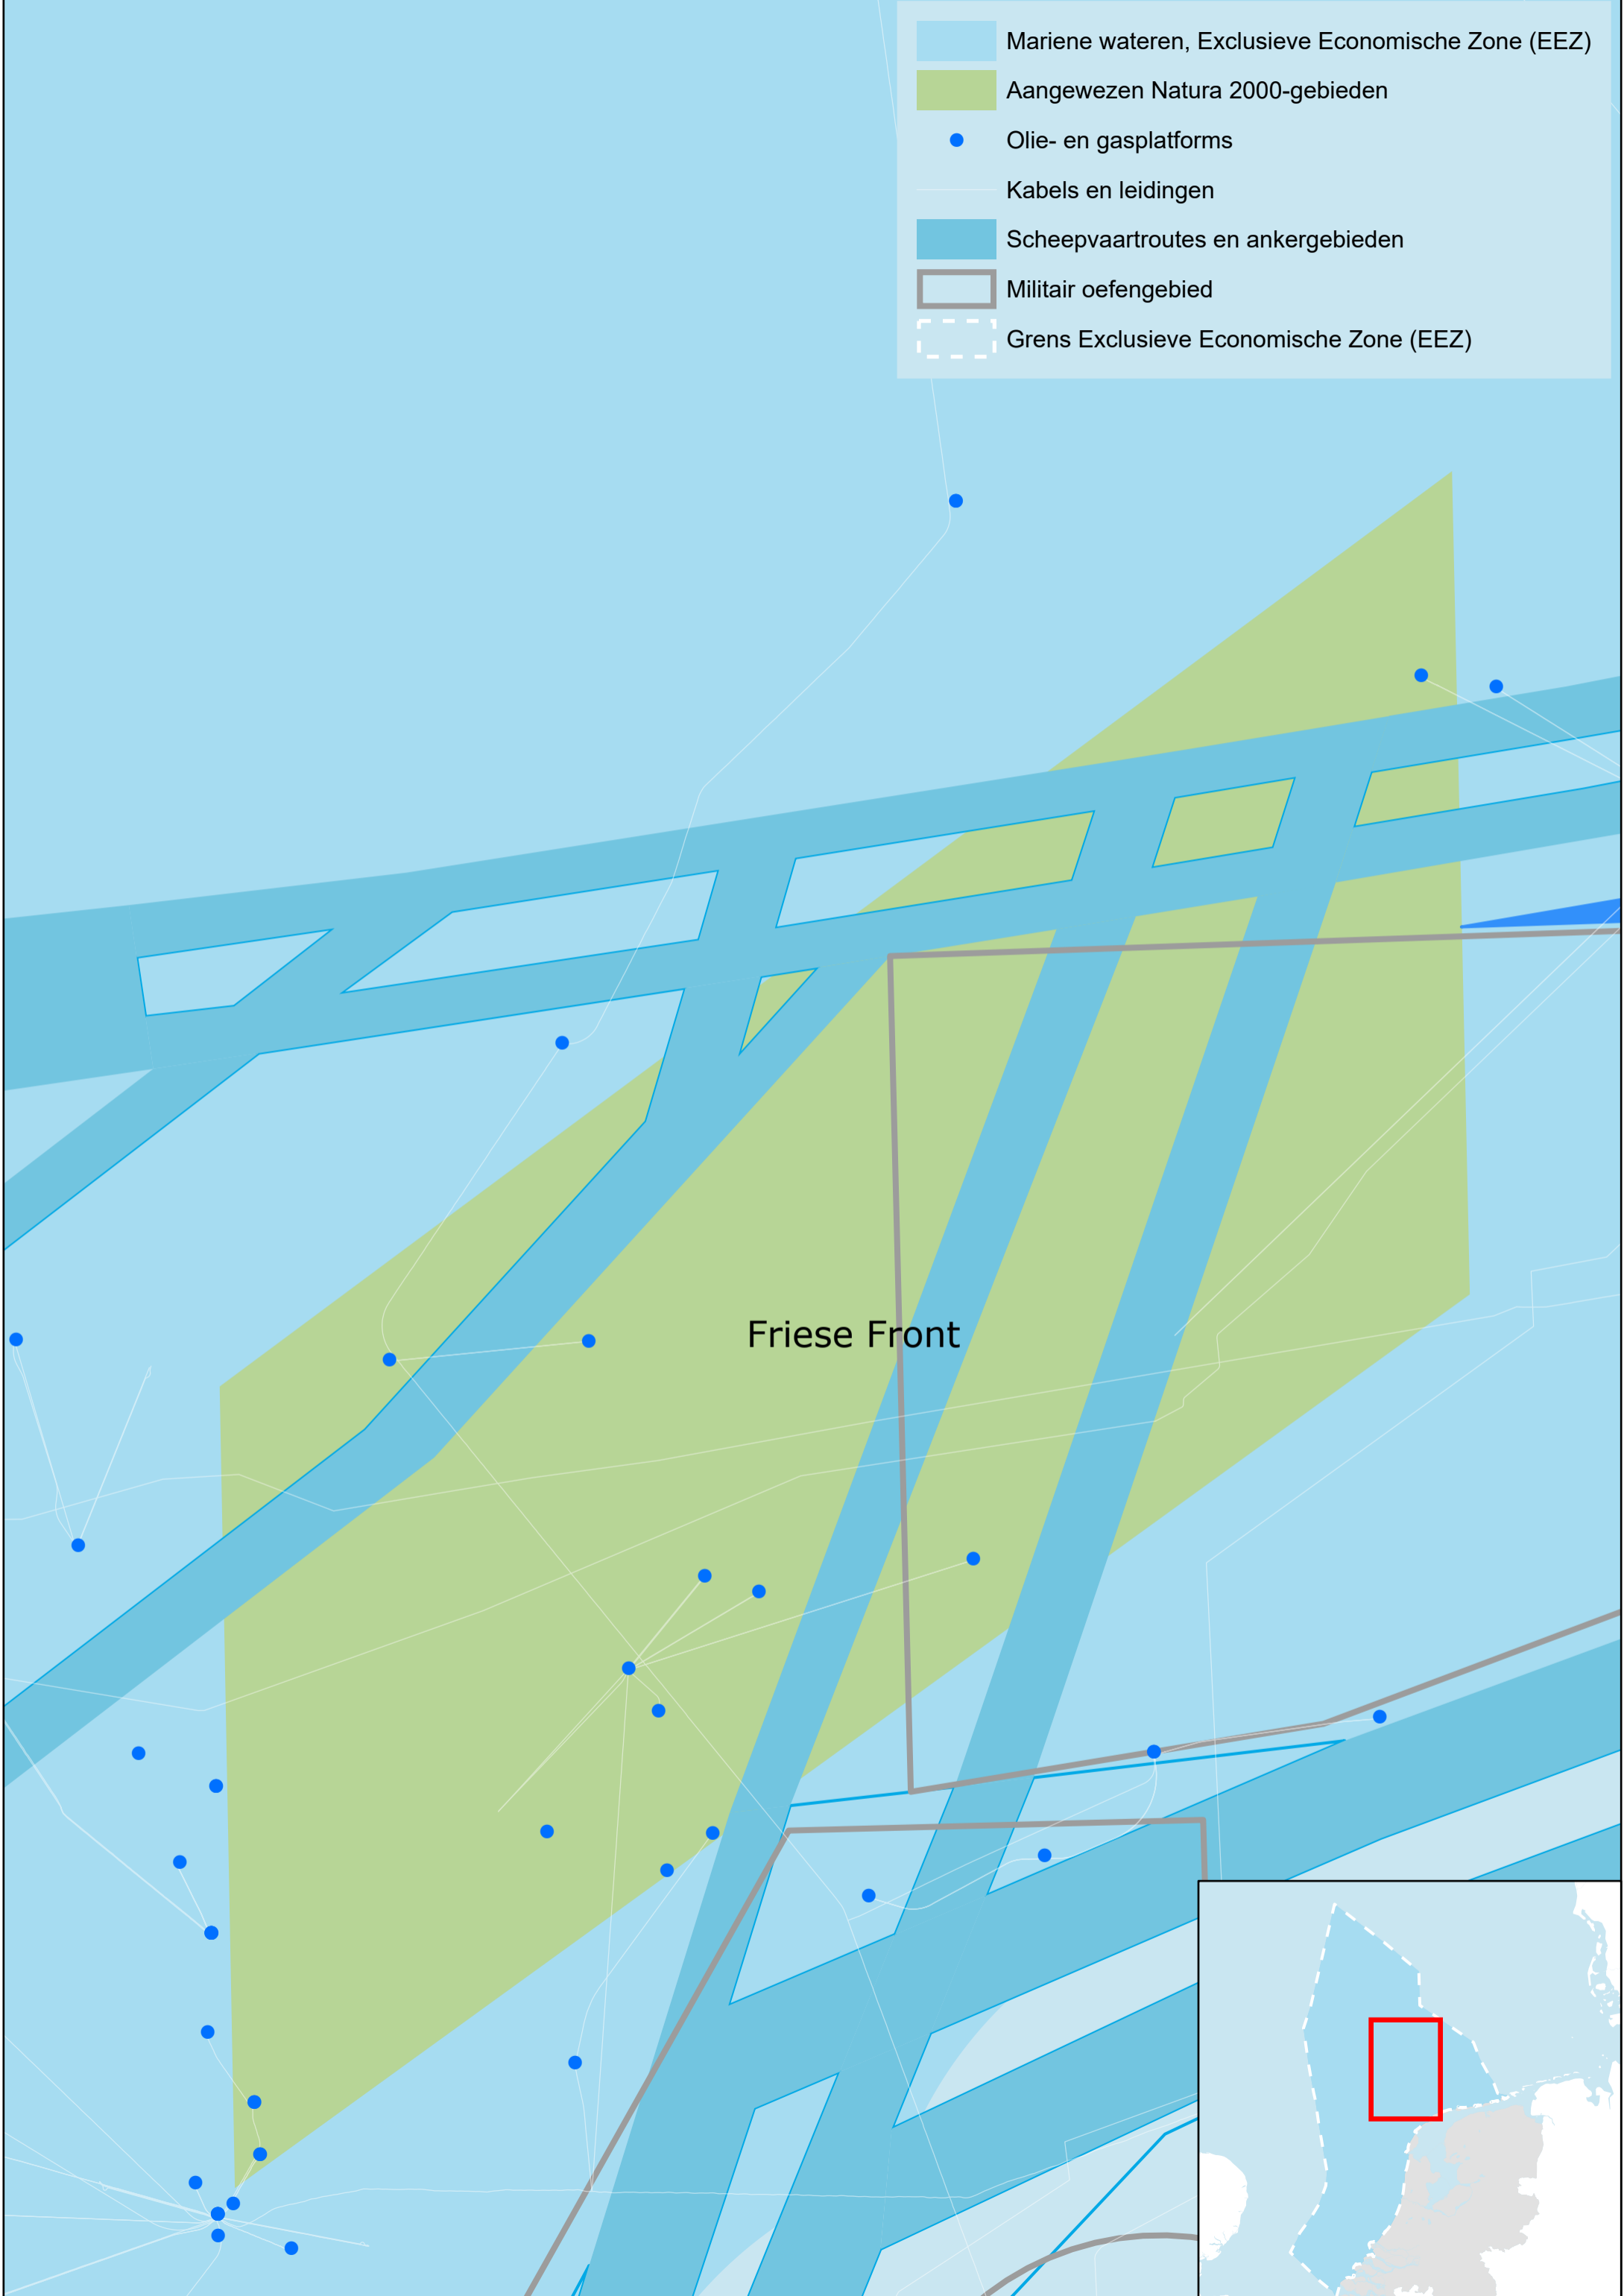 Mariene wateren, Exclusieve Economische Zone (EEZ)
Aangewezen Natura 2000-gebieden
Olie- en gasplatforms
Kabels en leidingen
Scheepvaartroutes en ankergebieden
Militair oefengebied
Grens Exclusieve Economische Zone (EEZ)
Friese Front